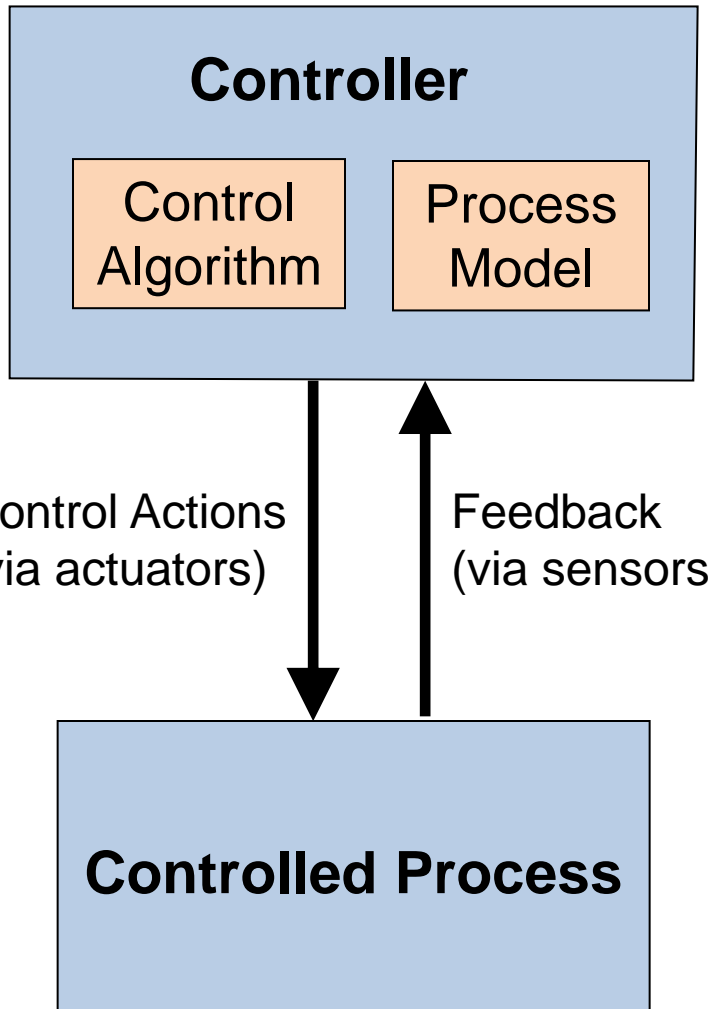 Controller
Control
Algorithm
Process
Model
ontrol Actions
via actuators)
Feedback
(via sensors
Controlled Process